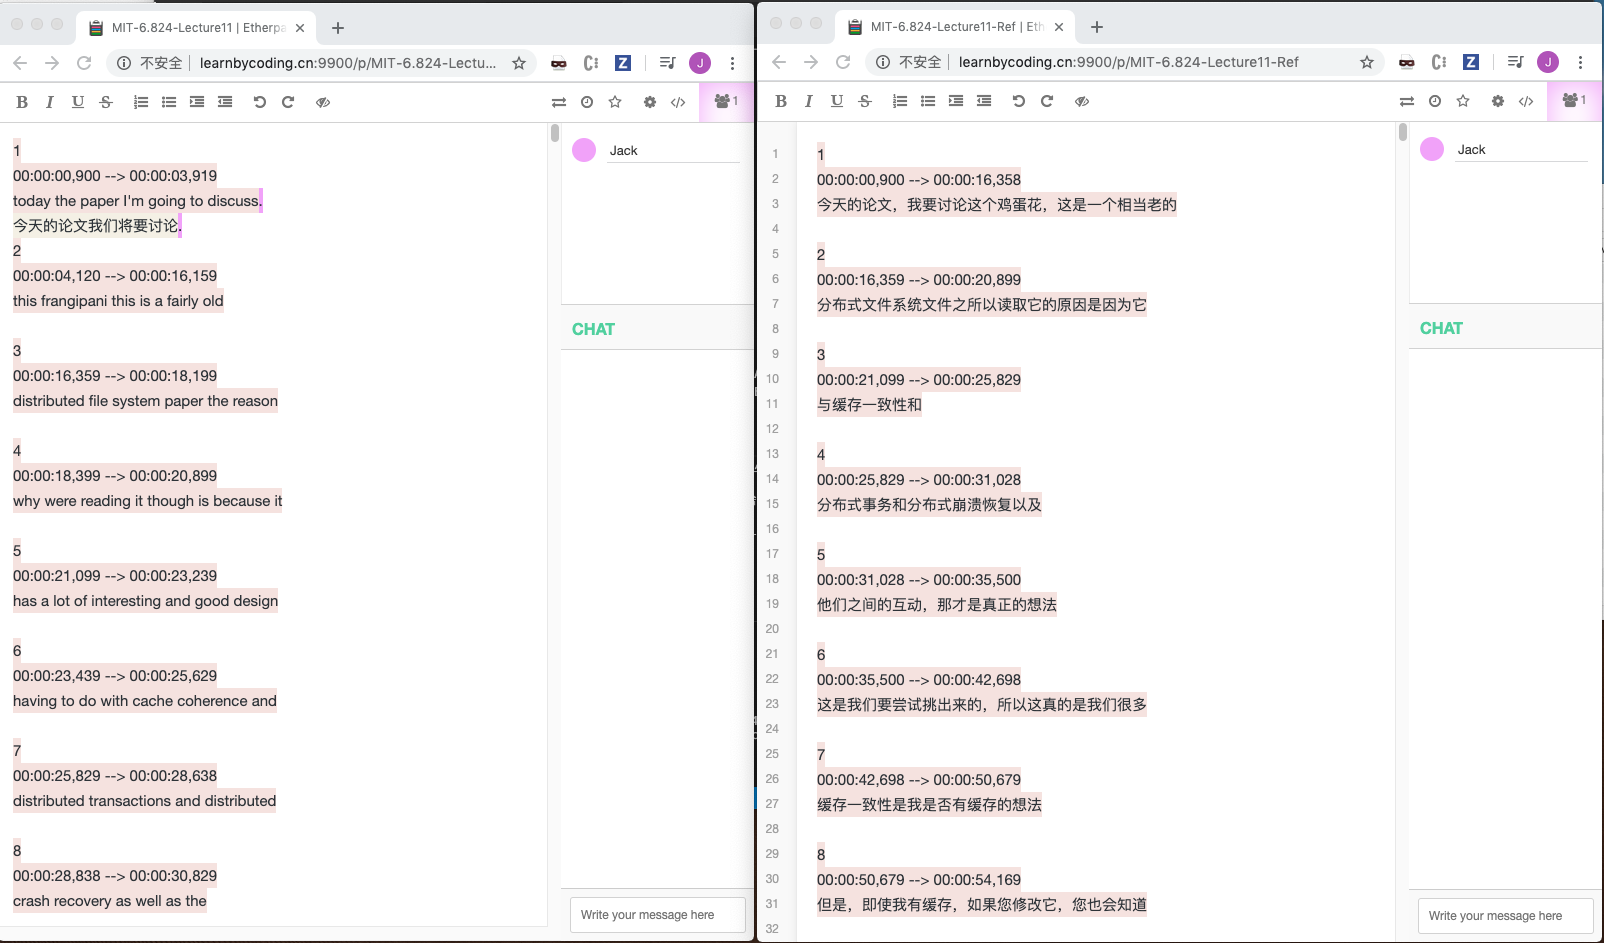 MIT-6.824-Lecture11 | Etherpa
不安全
learnbycoding.cn:9900/p/MIT-6.824-Lectu...
J
B I U S
1
1
00:00:00,900 --> 00:00:03,919
today the paper I'm going to discuss.
今天的论文我们将要讨论.
2
00:00:04,120 --> 00:00:16,159
this frangipani this is a fairly old
3
00:00:16,359 --> 00:00:18,199
distributed file system paper the reason
4
00:00:18,399 --> 00:00:20,899
why were reading it though is because it
5
00:00:21,099 --> 00:00:23,239
has a lot of interesting and good design
6
00:00:23,439 --> 00:00:25,629
having to do with cache coherence and
7
00:00:25,829 --> 00:00:28,638
distributed transactions and distributed
8
00:00:28,838 --> 00:00:30,829
crash recovery as well as the
Jack
CHAT
Write your message here
MIT-6.824-Lecture11-Ref | Eth
不安全
learnbycoding.cn:9900/p/MIT-6.824-Lecture11-Ref
J
B I U S
1
1 1
2 00:00:00,900 --> 00:00:16,358
3 今天的论文，我要讨论这个鸡蛋花，这是一个相当老的
4
5 2
6 00:00:16,359 --> 00:00:20,899
7 分布式文件系统文件之所以读取它的原因是因为它
8
9 3
10 00:00:21,099 --> 00:00:25,829
11 与缓存一致性和
12
13 4
14 00:00:25,829 --> 00:00:31,028
15 分布式事务和分布式崩溃恢复以及
16
17 5
18 00:00:31,028 --> 00:00:35,500
19 他们之间的互动，那才是真正的想法
20
21 6
22 00:00:35,500 --> 00:00:42,698
23 这是我们要尝试挑出来的，所以这真的是我们很多
24
25 7
26 00:00:42,698 --> 00:00:50,679
27 缓存一致性是我是否有缓存的想法
28
29 8
30 00:00:50,679 --> 00:00:54,169
31 但是，即使我有缓存，如果您修改它，您也会知道
32
Jack
CHAT
Write your message here